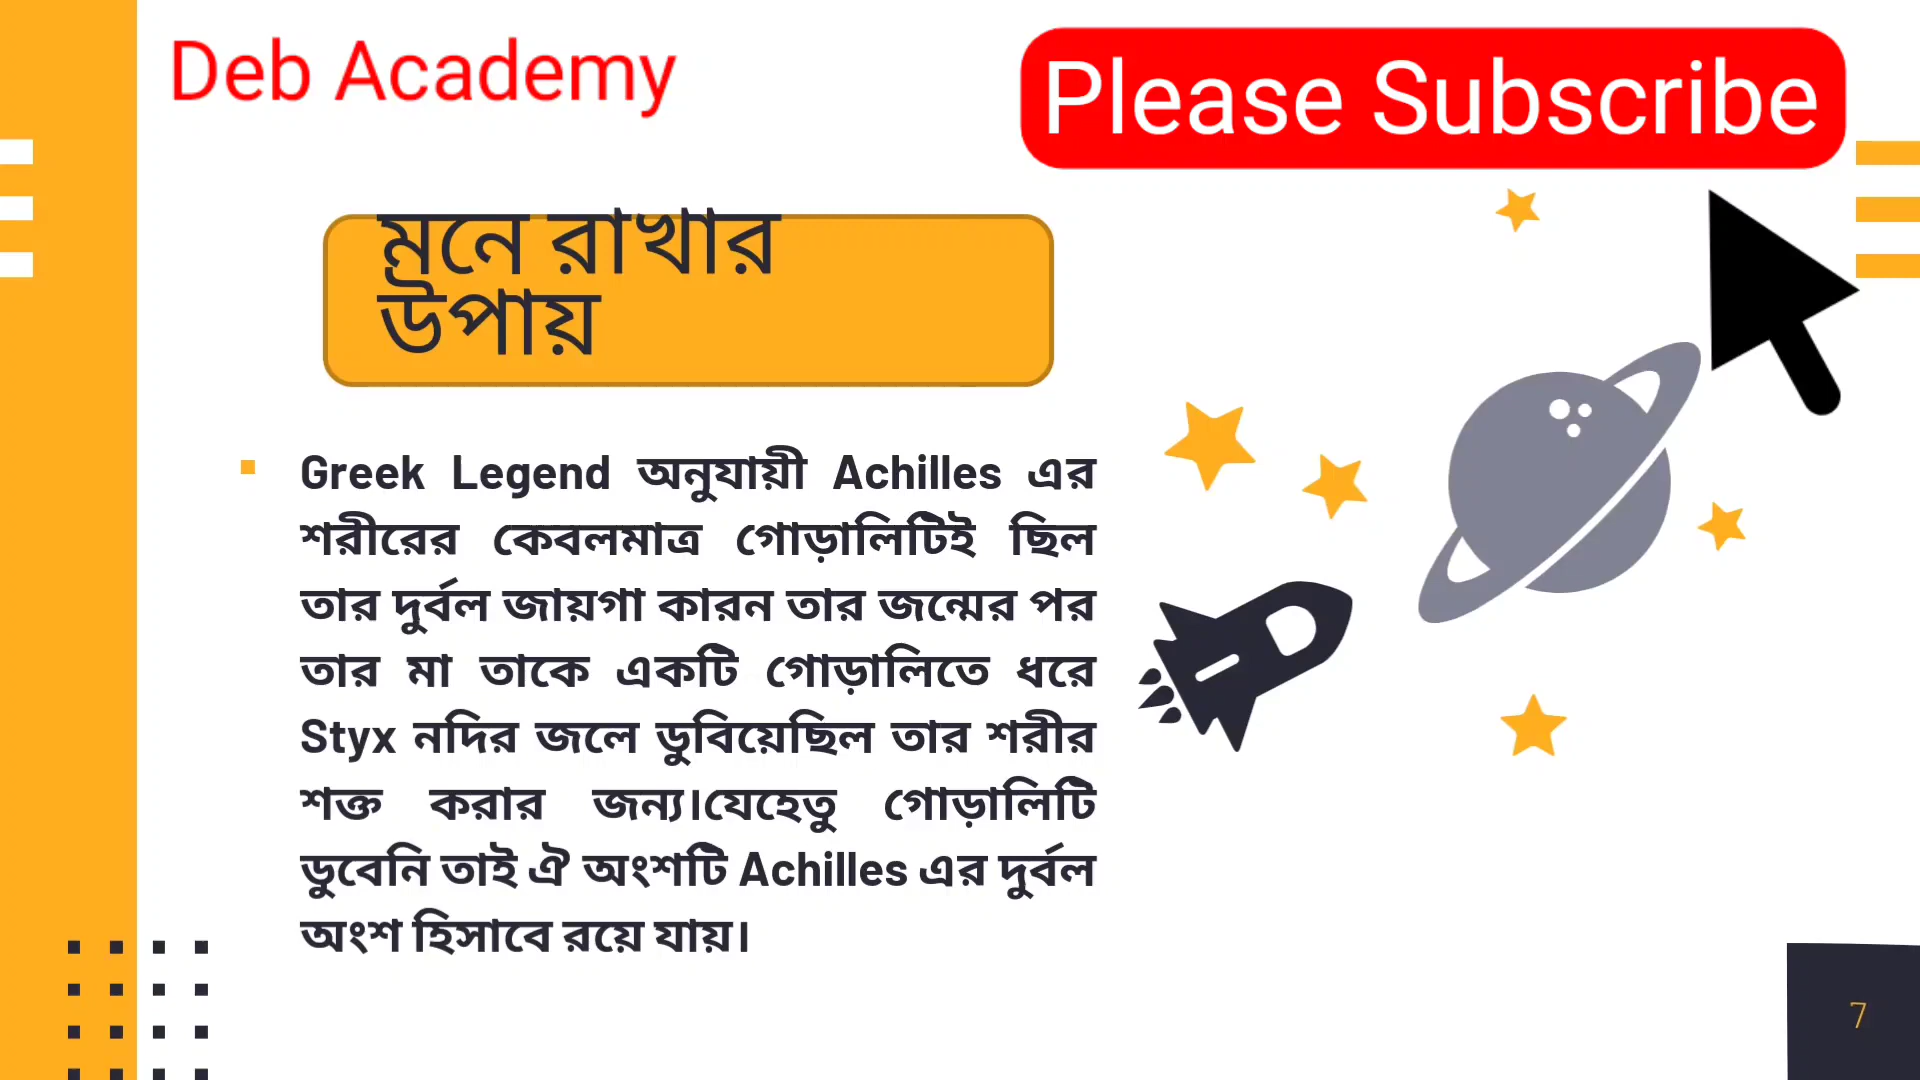 Deb Academy
Please Subscribe
মনে রাখার
উপায়
Greek Legend অনুযায়ী Achilles এর
শরীরের কেবলমাত্র গোড়ালিটিই ছিল
তার দুর্বল জায়গা কারন তার জন্মের পর
তার মা তাকে একটি গোড়ালিতে ধরে
Styx নদির জলে ডুবিয়েছিল তার শরীর
শক্ত করার জন্য।যেহেতু গোড়ালিটি
ডুবেনি তাই ঐ অংশটি Achilles এর দুর্বল
অংশ হিসাবে রয়ে যায়।
7